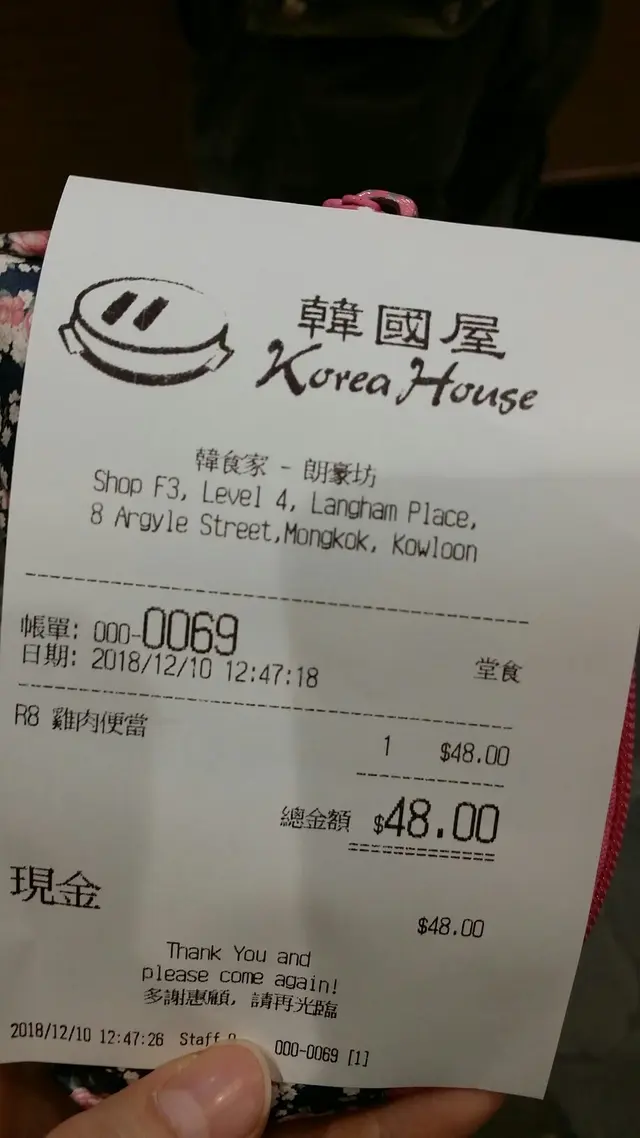 韓國屋
Korea House
韓食家 - 朗豪坊
Shop F3, Level 4, Langham Place,
8 Argyle Street,Mongkok, Kowloon
帳單: 000-0069
日期: 2018/12/10 12:47:18 堂食
R8 雞肉便當 1 $48.00
總金額 $48.00
現金 $48.00
Thank You and
please come again!
多謝惠顧, 請再光臨
2018/12/10 12:47:26 Staff 000-0069 [1]